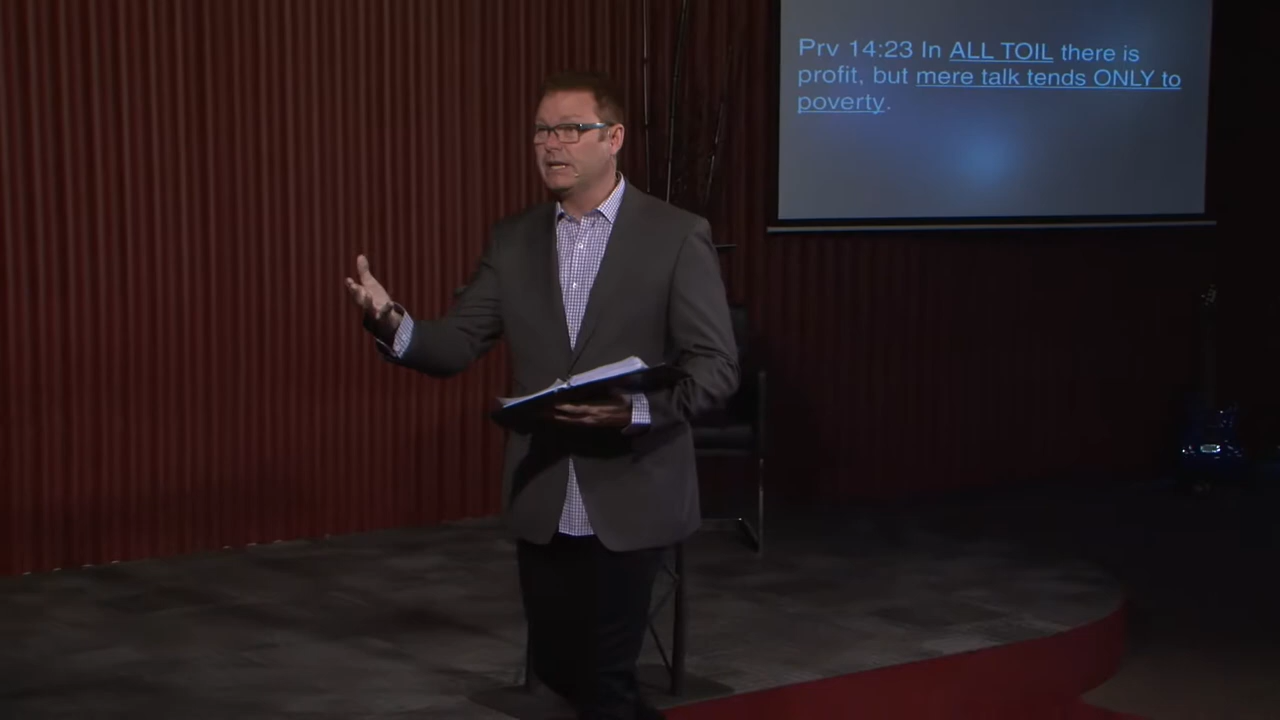 Prv 14:23 In ALL TOIL there is
profit, but mere talk tends ONLY to
poverty.